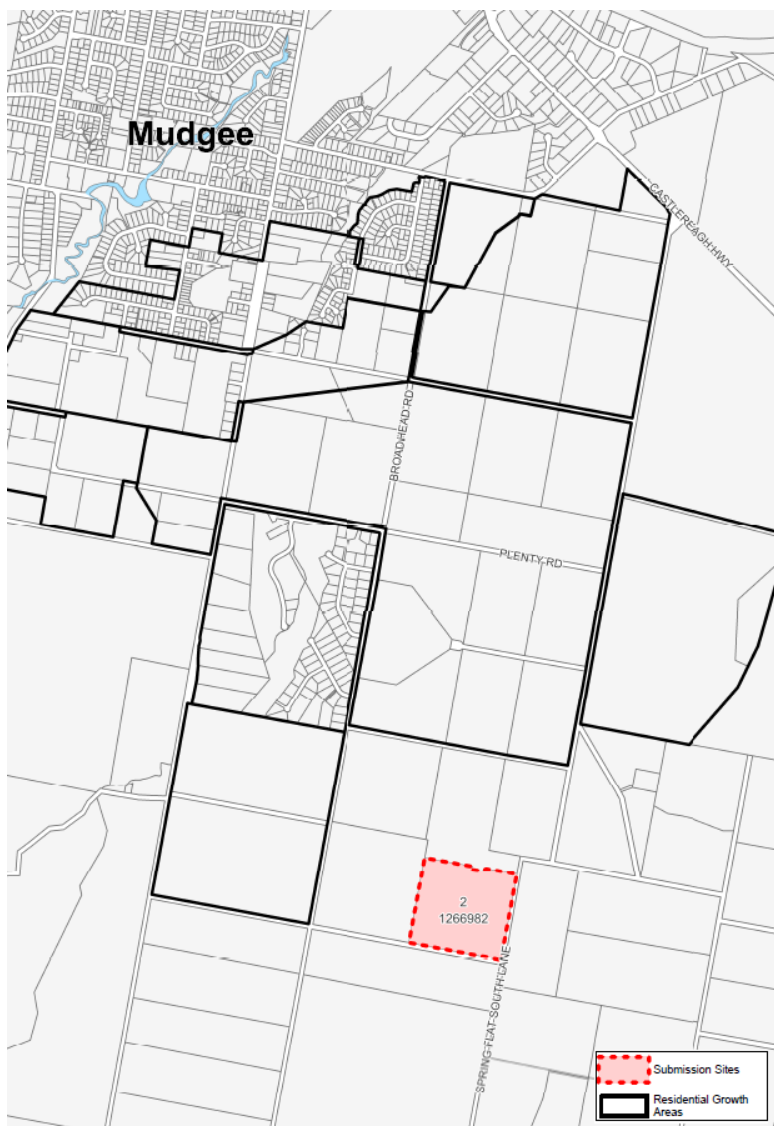 Mudgee
CASTLEREAGH HWY
BROADHEAD RD
PLENTY RD
2
1266982
SPRING FLAT SOUTH LANE
Submission Sites
Residential Growth
Areas